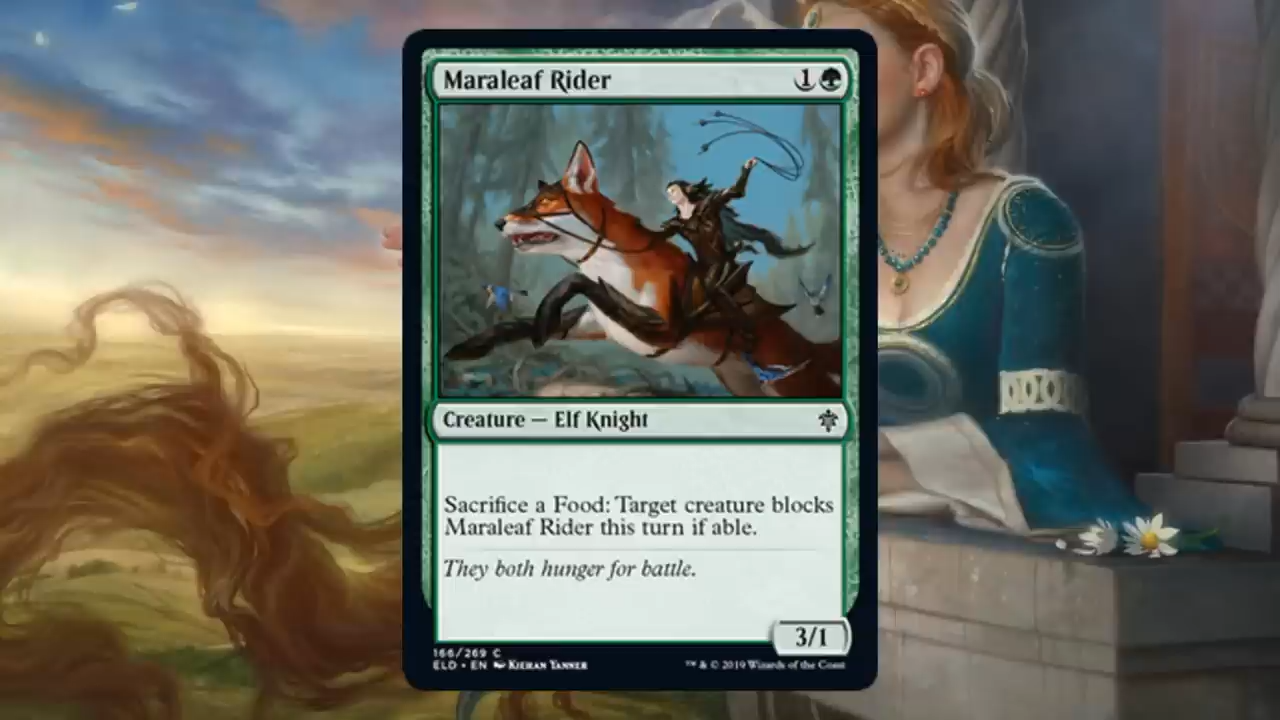 Maraleaf Rider 1
Creature — Elf Knight
Sacrifice a Food: Target creature blocks
Maraleaf Rider this turn if able.
They both hunger for battle.
3/1
166/269 C
ELD • EN Kieran Yanner ™ & © 2019 Wizards of the Coast